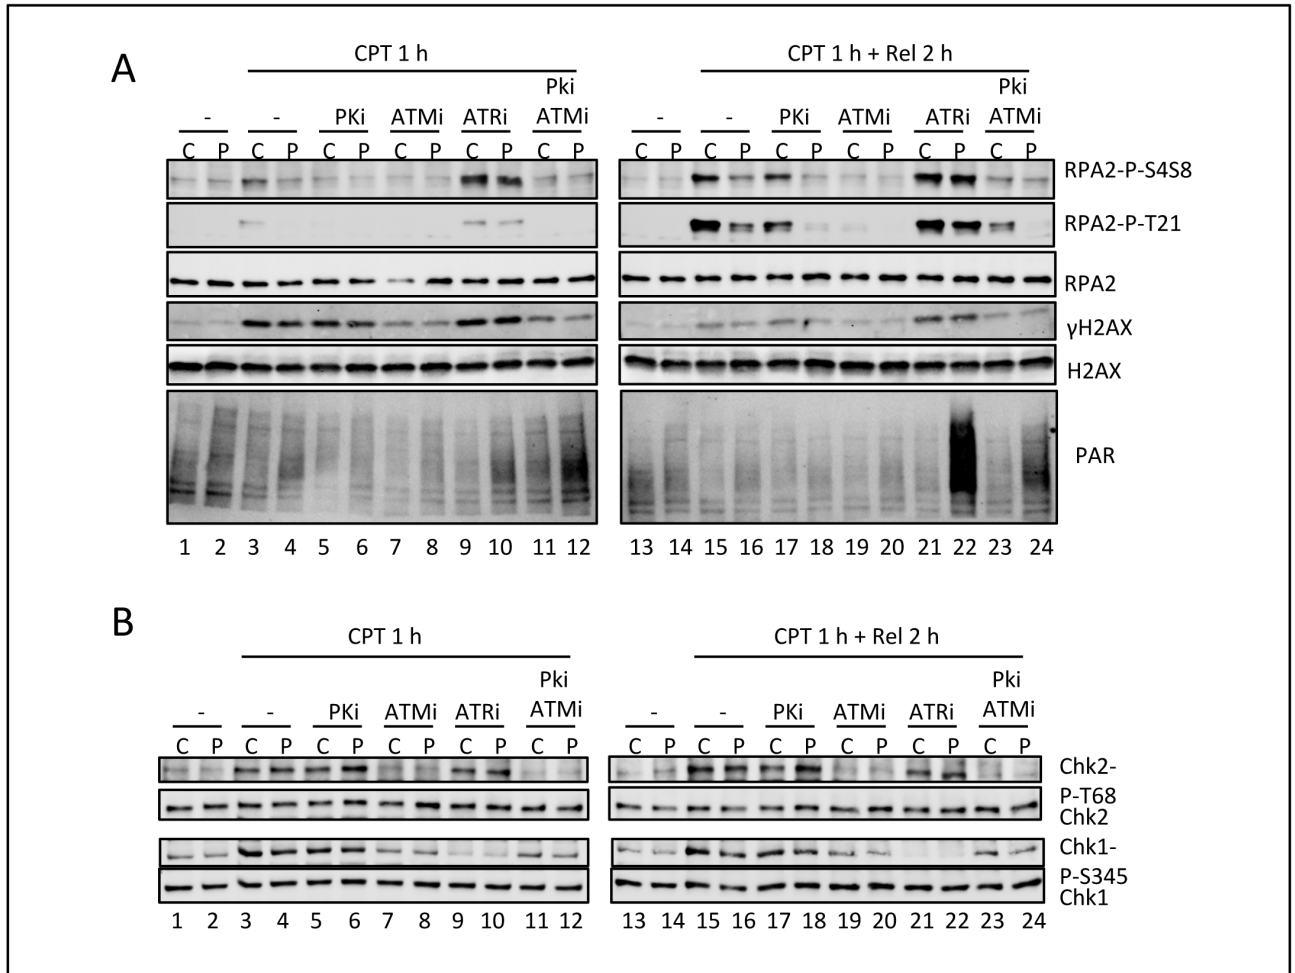 A
CPT 1 h
CPT 1 h + Rel 2 h
- - PKi ATMi ATRi Pki ATMi
- - PKi ATMi ATRi Pki ATMi
C P C P C P C P C P C P
C P C P C P C P C P C P
RPA2-P-S4S8
RPA2-P-T21
RPA2
γH2AX
H2AX
PAR
1 2 3 4 5 6 7 8 9 10 11 12
13 14 15 16 17 18 19 20 21 22 23 24
B
CPT 1 h
CPT 1 h + Rel 2 h
- - PKi ATMi ATRi Pki ATMi
- - PKi ATMi ATRi Pki ATMi
C P C P C P C P C P C P
C P C P C P C P C P C P
Chk2-
P-T68
Chk2
Chk1-
P-S345
Chk1
1 2 3 4 5 6 7 8 9 10 11 12
13 14 15 16 17 18 19 20 21 22 23 24